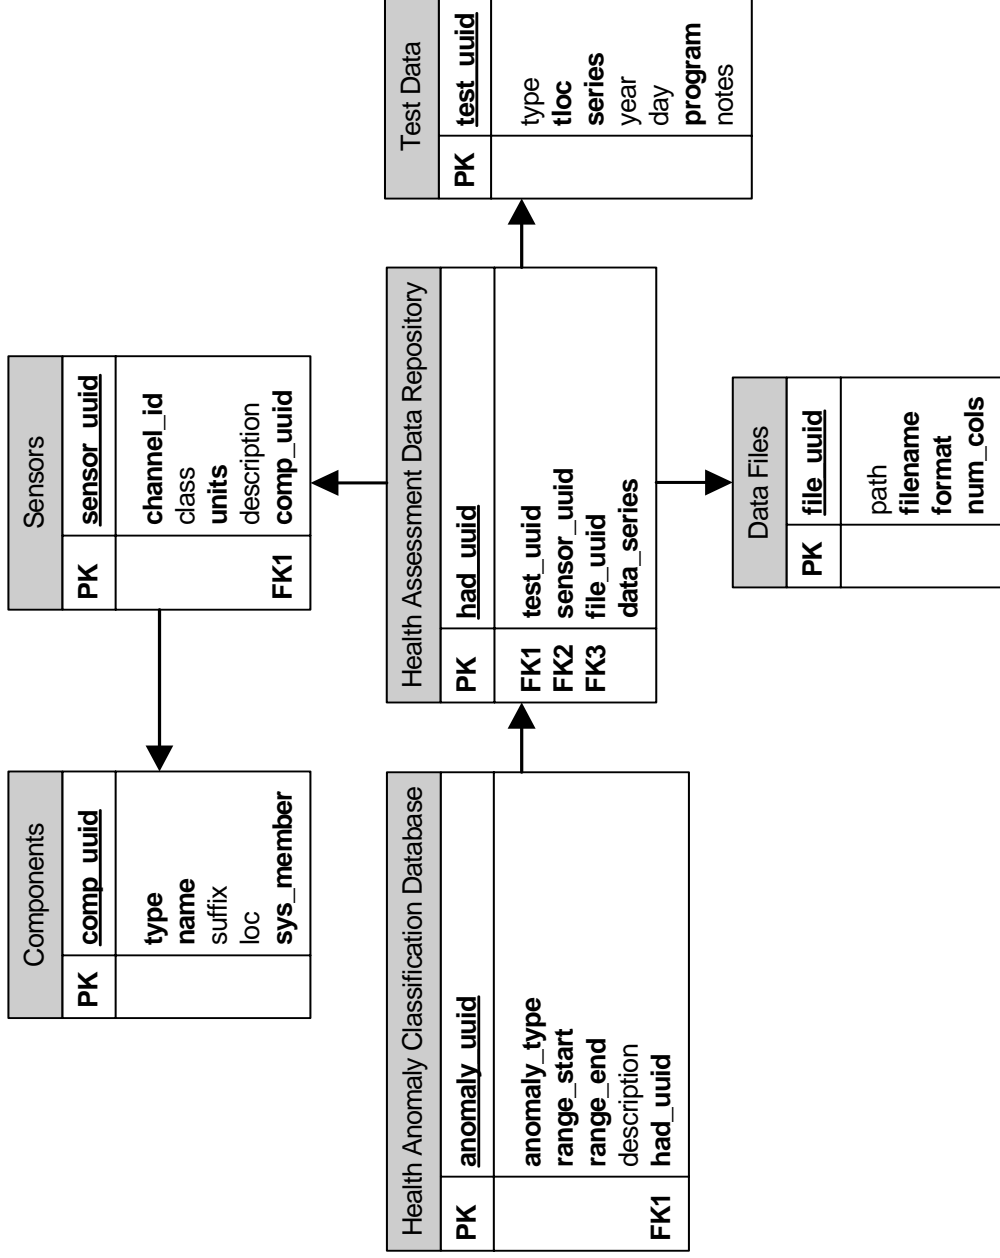 Components
PK comp_uuid
type
name
suffix
loc
sys_member
Sensors
PK sensor_uuid
channel_id
class
units
description
FK1 comp_uuid
Health Anomaly Classification Database
PK anomaly_uuid
anomaly_type
range_start
range_end
description
FK1 had_uuid
Health Assessment Data Repository
PK had_uuid
FK1 test_uuid
FK2 sensor_uuid
FK3 file_uuid
data_series
Test Data
PK test_uuid
type
tloc
series
year
day
program
notes
Data Files
PK file_uuid
path
filename
format
num_cols